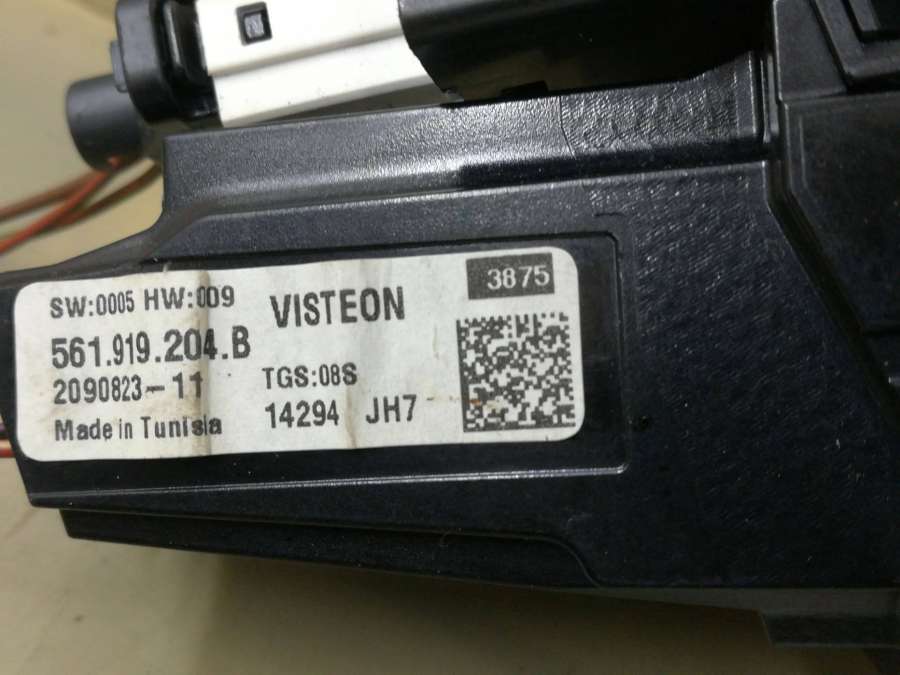 SW:0005 HW:009
VISTEON
3875
561.919.204.B
2090823-11
TGS:08S
Made in Tunisia
14294 JH7